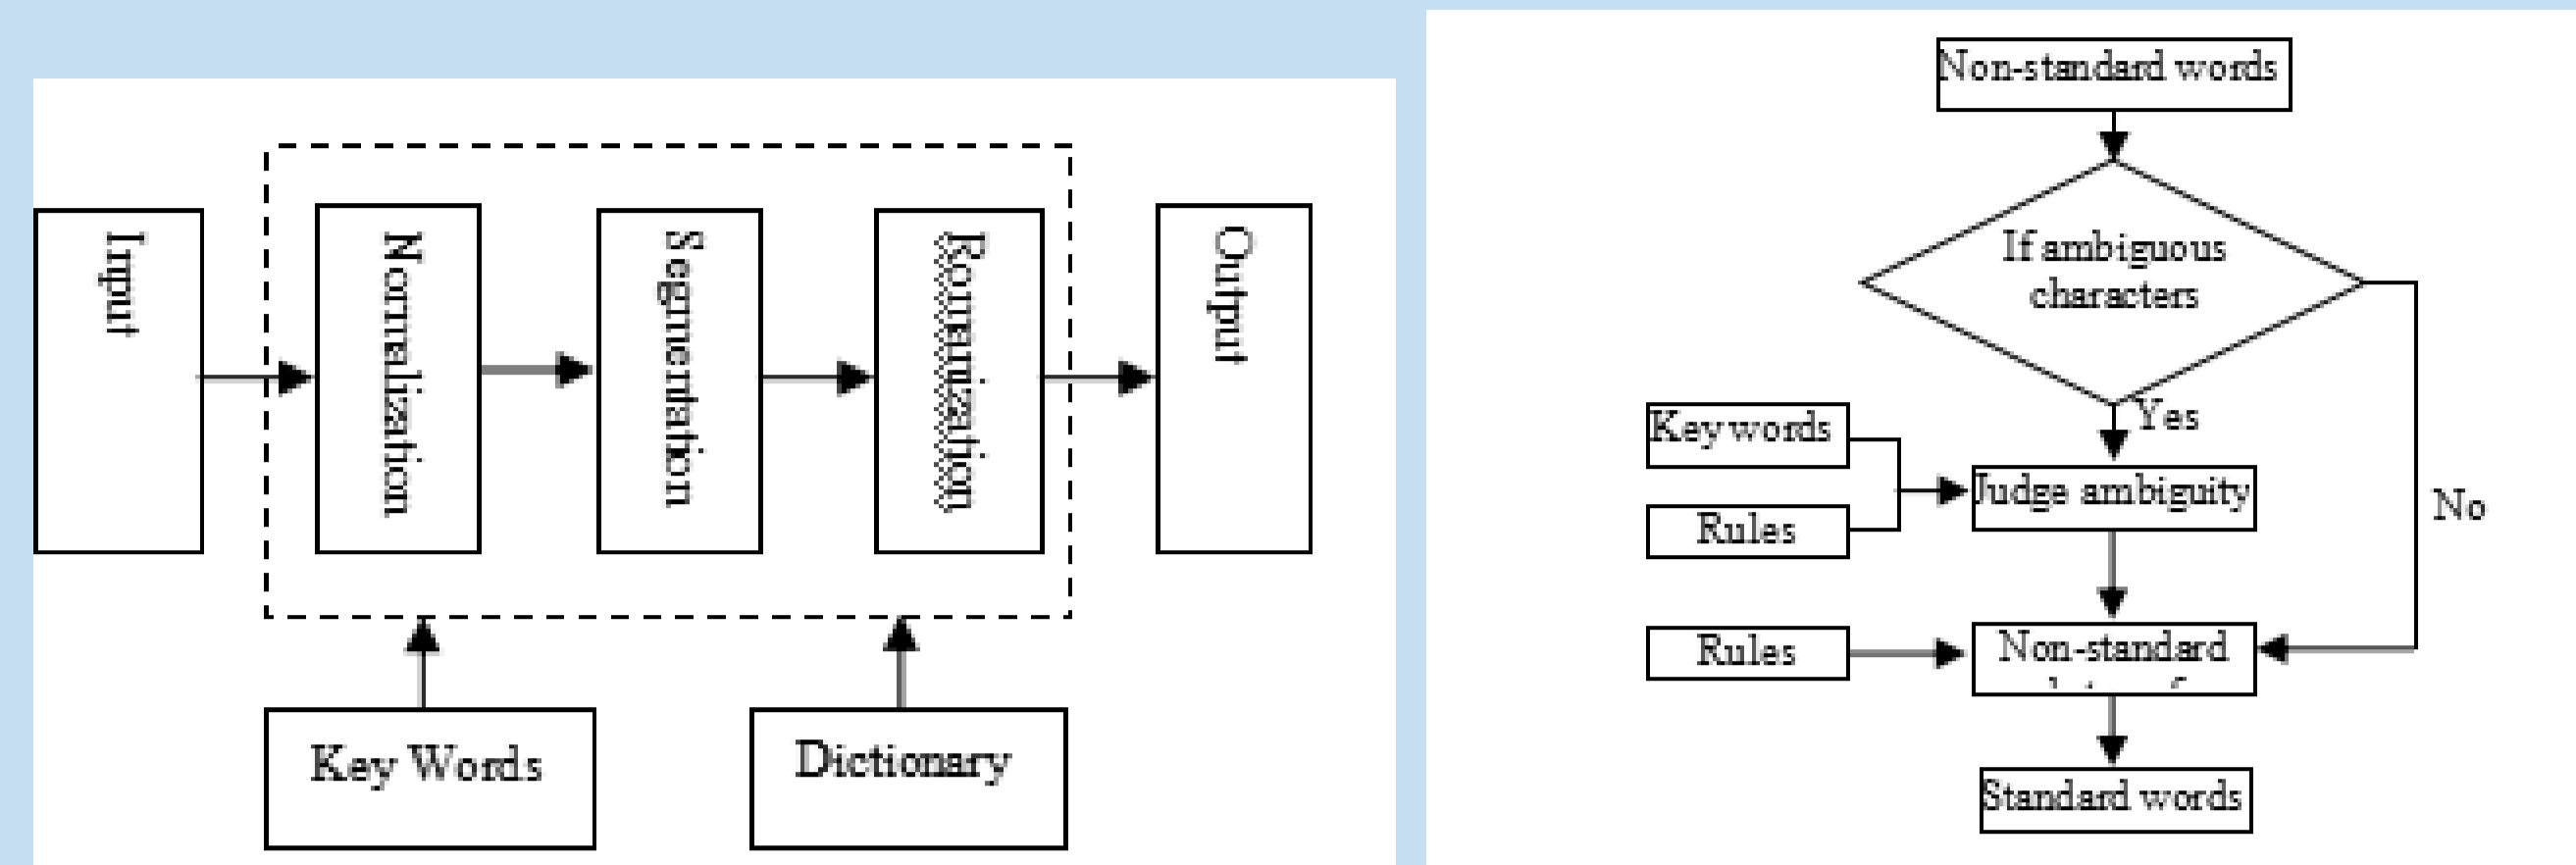 Input
Normalization
Segmentation
Romanization
Output
Key Words
Dictionary
Non-standard words
If ambiguous
characters
Yes
No
Key words
Judge ambiguity
Rules
Rules
Non-standard
Standard words